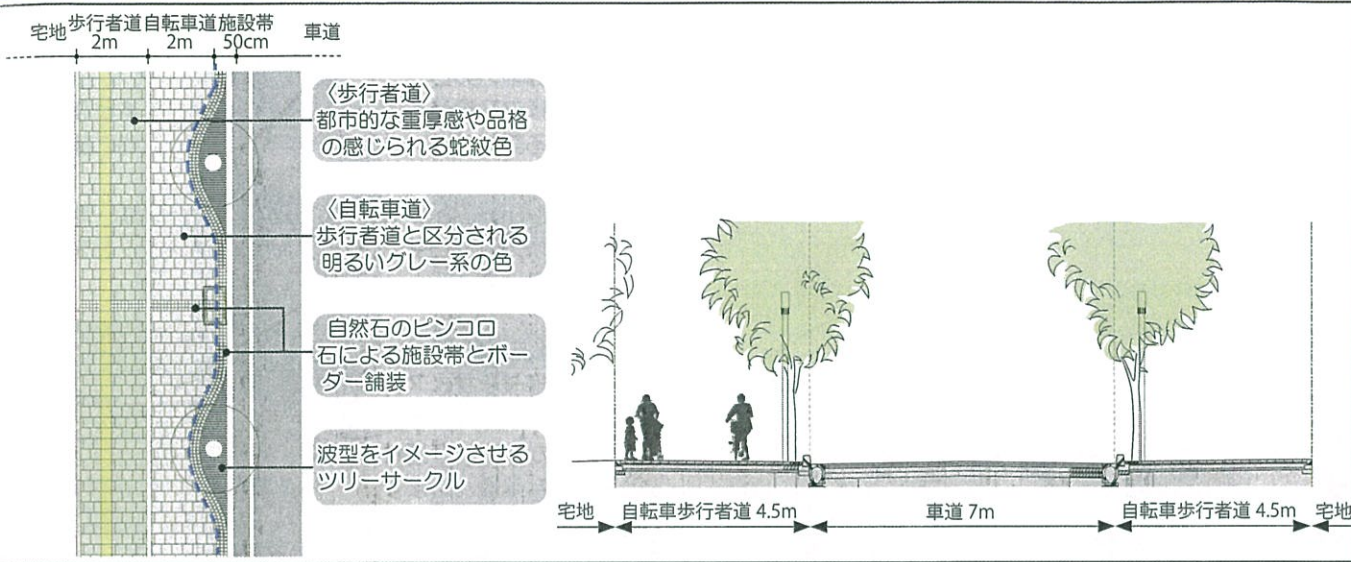 宅地 歩行者道 自転車道 施設帯 車道
2m 2m 50cm
〈歩行者道〉
都市的な重厚感や品格
の感じられる蛇紋色
〈自転車道〉
歩行者道と区分される
明るいグレー系の色
自然石のピンコロ
石による施設帯とボー
ダー舗装
波型をイメージさせる
ツリーサークル
宅地 自転車歩行者道 4.5m 車道 7m 自転車歩行者道 4.5m 宅地